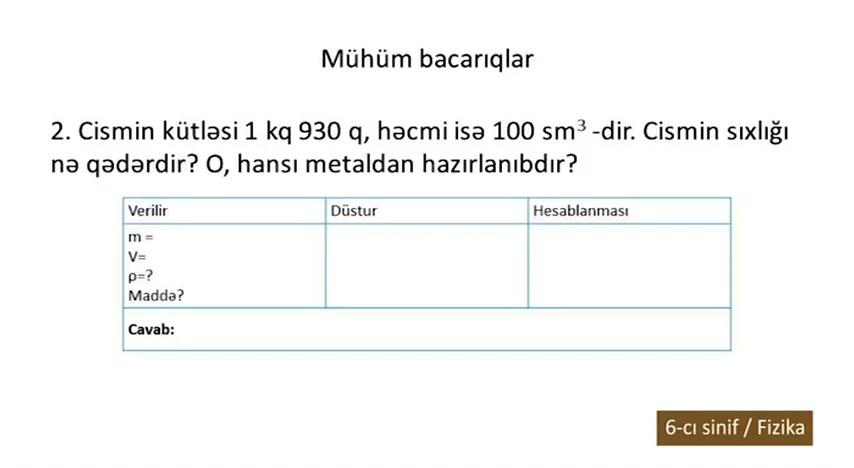 Mühüm bacarıqlar
2. Cismin kütləsi 1 kq 930 q, həcmi isə 100 sm³ -dir. Cismin sıxlığı
nə qədərdir? O, hansı metaldan hazırlanıbdır?
Verilir Düstur Hesablanması
m =
V=
ρ=?
Maddə?
Cavab:
6-cı sinif / Fizika